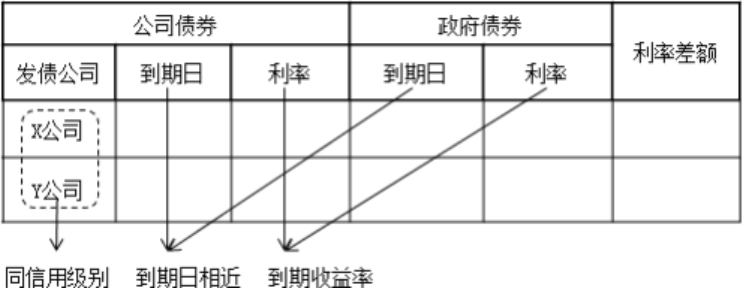 公司债券 政府债券 利率差额
发债公司 到期日 利率 到期日 利率
X公司
Y公司
同信用级别 到期日相近 到期收益率